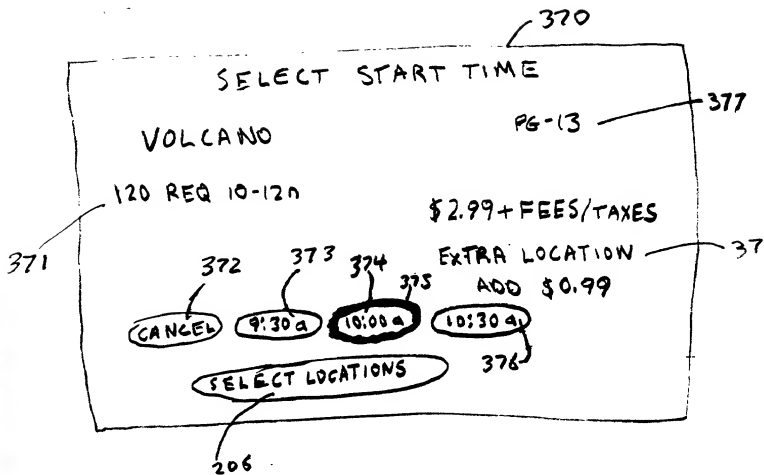 370
SELECT START TIME
377
VOLCANO
PG-13
120 REQ 10-12n
$2.99+FEES/TAXES
371
EXTRA LOCATION
37
372
373
374
375
ADD $0.99
CANCEL
9:30a
10:00a
10:30a
376
SELECT LOCATIONS
206